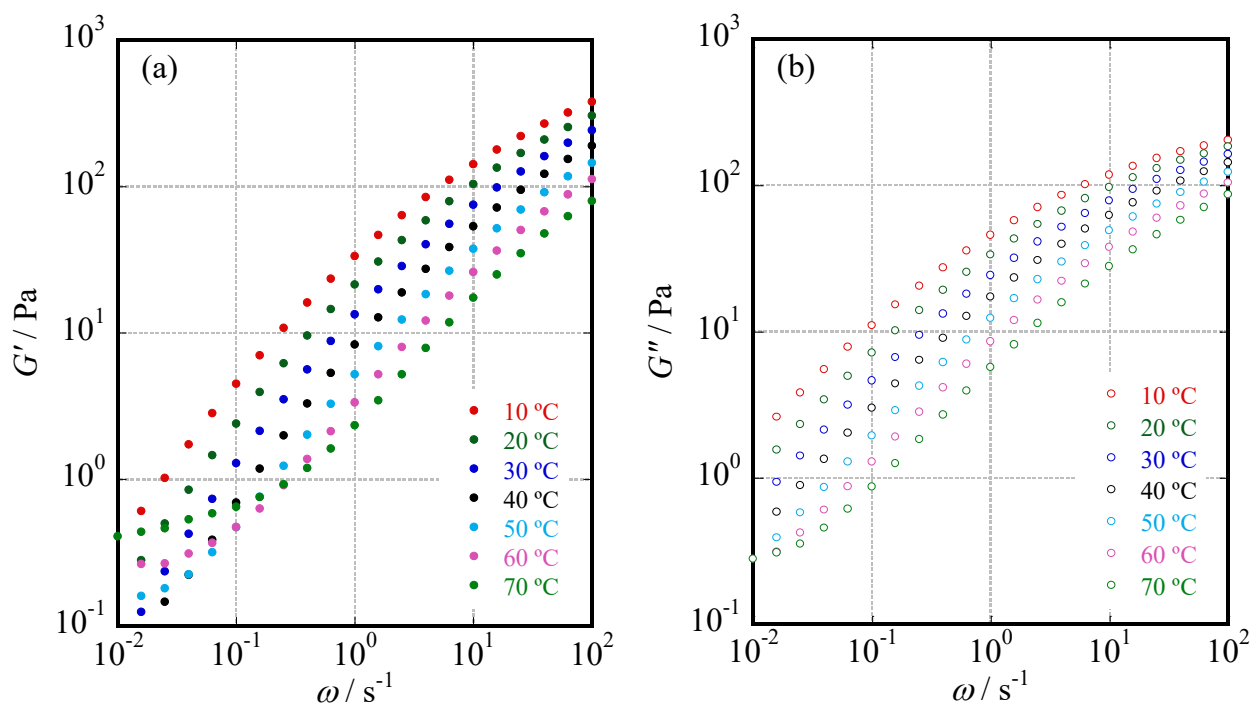 (a)
10³
10²
10¹
10⁰
10⁻¹
G′ / Pa
10 ºC
20 ºC
30 ºC
40 ºC
50 ºC
60 ºC
70 ºC
10⁻²
10⁻¹
10⁰
10¹
10²
ω / s⁻¹
(b)
10³
10²
10¹
10⁰
10⁻¹
G″ / Pa
10 ºC
20 ºC
30 ºC
40 ºC
50 ºC
60 ºC
70 ºC
10⁻²
10⁻¹
10⁰
10¹
10²
ω / s⁻¹